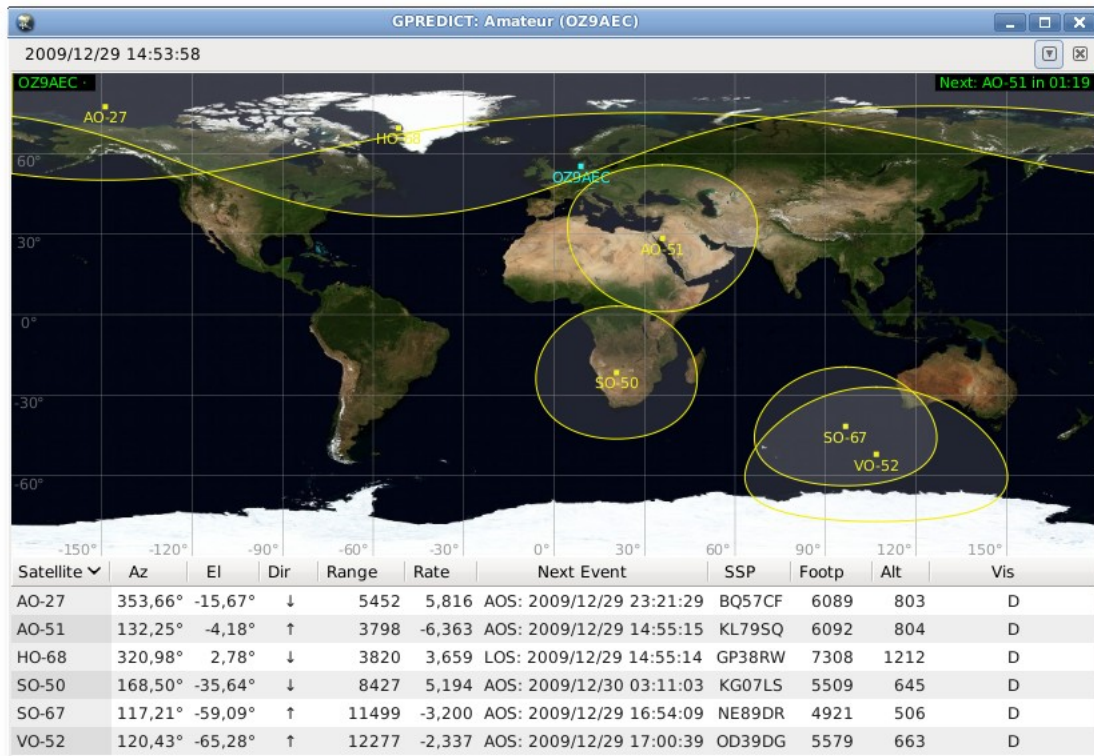 GPREDICT: Amateur (OZ9AEC)
2009/12/29 14:53:58
OZ9AEC · Next: AO-51 in 01:19
AO-27
HO-68
60°
OZ9AEC
30°
AO-51
0°
SO-50
-30°
SO-67
VO-52
-60°
-150° -120° -90° -60° -30° 0° 30° 60° 90° 120° 150°
Satellite Az El Dir Range Rate Next Event SSP Footp Alt Vis
AO-27 353,66° -15,67° ↓ 5452 5,816 AOS: 2009/12/29 23:21:29 BQ57CF 6089 803 D
AO-51 132,25° -4,18° ↑ 3798 -6,363 AOS: 2009/12/29 14:55:15 KL79SQ 6092 804 D
HO-68 320,98° 2,78° ↓ 3820 3,659 LOS: 2009/12/29 14:55:14 GP38RW 7308 1212 D
SO-50 168,50° -35,64° ↓ 8427 5,194 AOS: 2009/12/30 03:11:03 KG07LS 5509 645 D
SO-67 117,21° -59,09° ↑ 11499 -3,200 AOS: 2009/12/29 16:54:09 NE89DR 4921 506 D
VO-52 120,43° -65,28° ↑ 12277 -2,337 AOS: 2009/12/29 17:00:39 OD39DG 5579 663 D